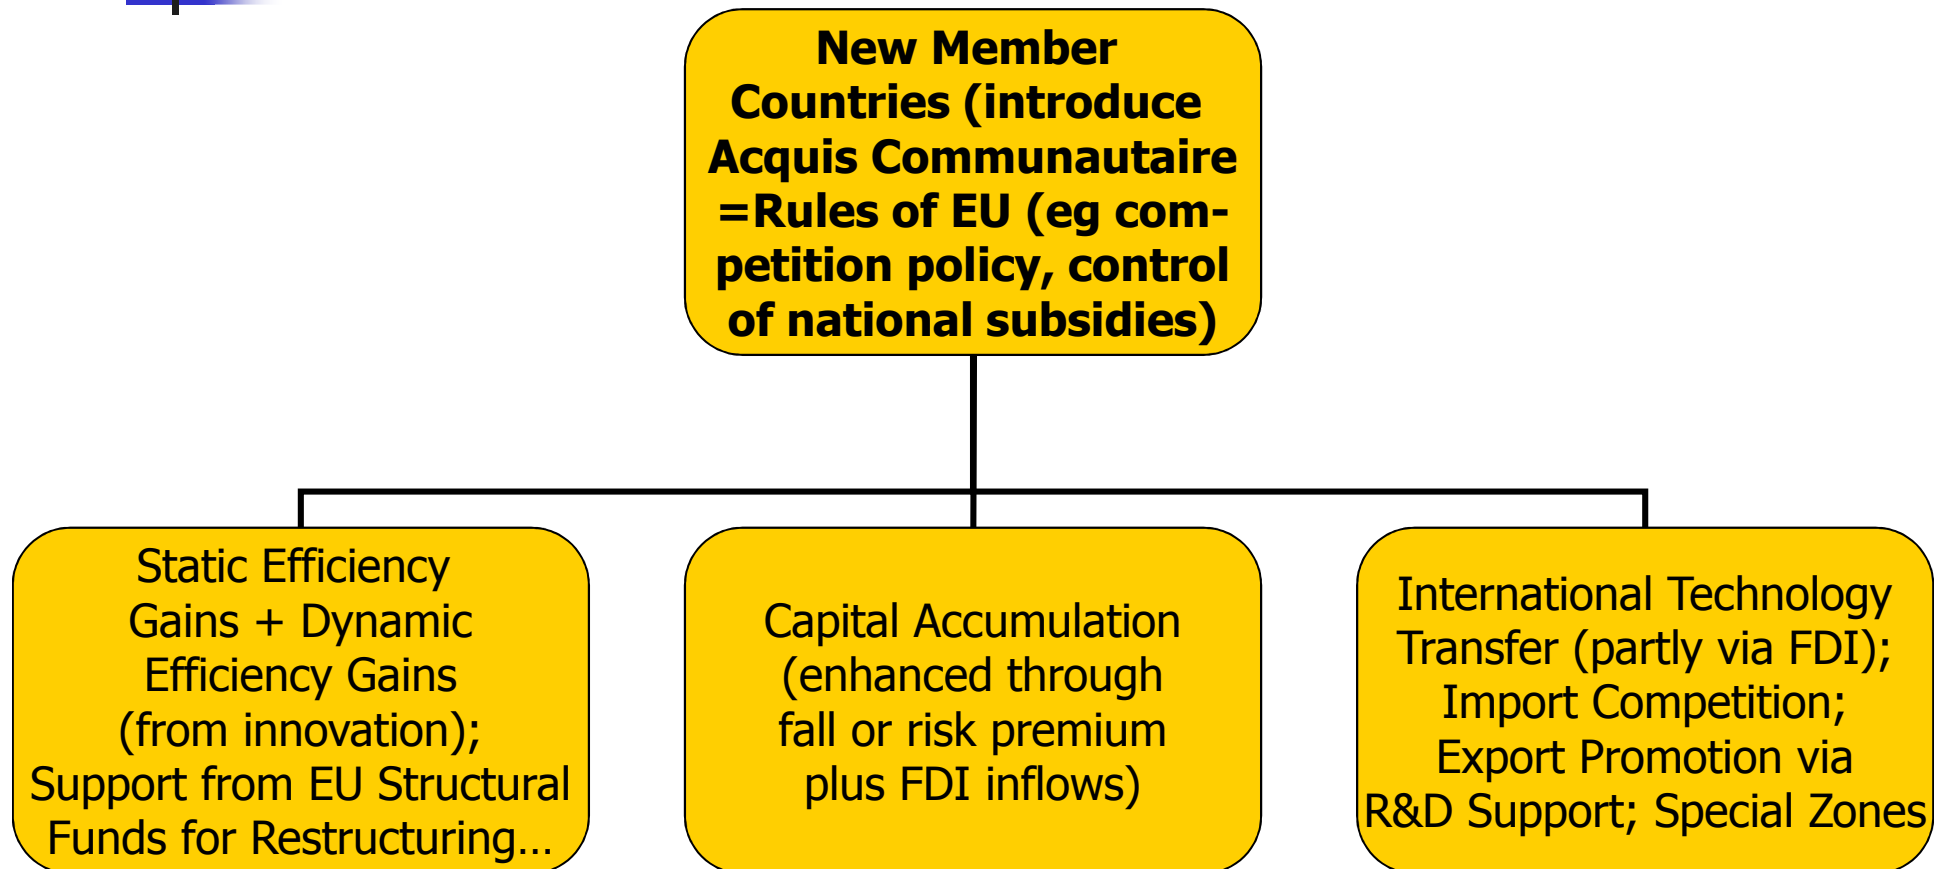 New Member
Countries (introduce
Acquis Communautaire
=Rules of EU (eg com-
petition policy, control
of national subsidies)
Static Efficiency
Gains + Dynamic
Efficiency Gains
(from innovation);
Support from EU Structural
Funds for Restructuring…
Capital Accumulation
(enhanced through
fall or risk premium
plus FDI inflows)
International Technology
Transfer (partly via FDI);
Import Competition;
Export Promotion via
R&D Support; Special Zones